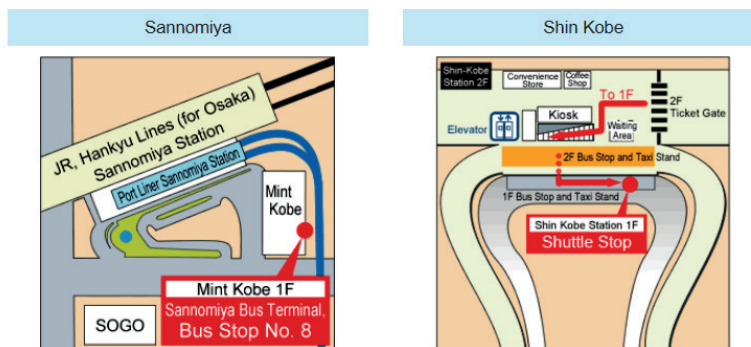 Sannomiya
JR, Hankyu Lines (for Osaka)
Sannomiya Station
Port Liner Sannomiya Station
Mint
Kobe
Mint Kobe 1F
Sannomiya Bus Terminal,
Bus Stop No. 8
SOGO
Shin Kobe
Shin-Kobe
Station 2F
Convenience
Store
Coffee
Shop
To 1F
2F
Ticket Gate
Kiosk
Elevator
Waiting
Area
2F Bus Stop and Taxi Stand
1F Bus Stop and Taxi Stand
Shin Kobe Station 1F
Shuttle Stop